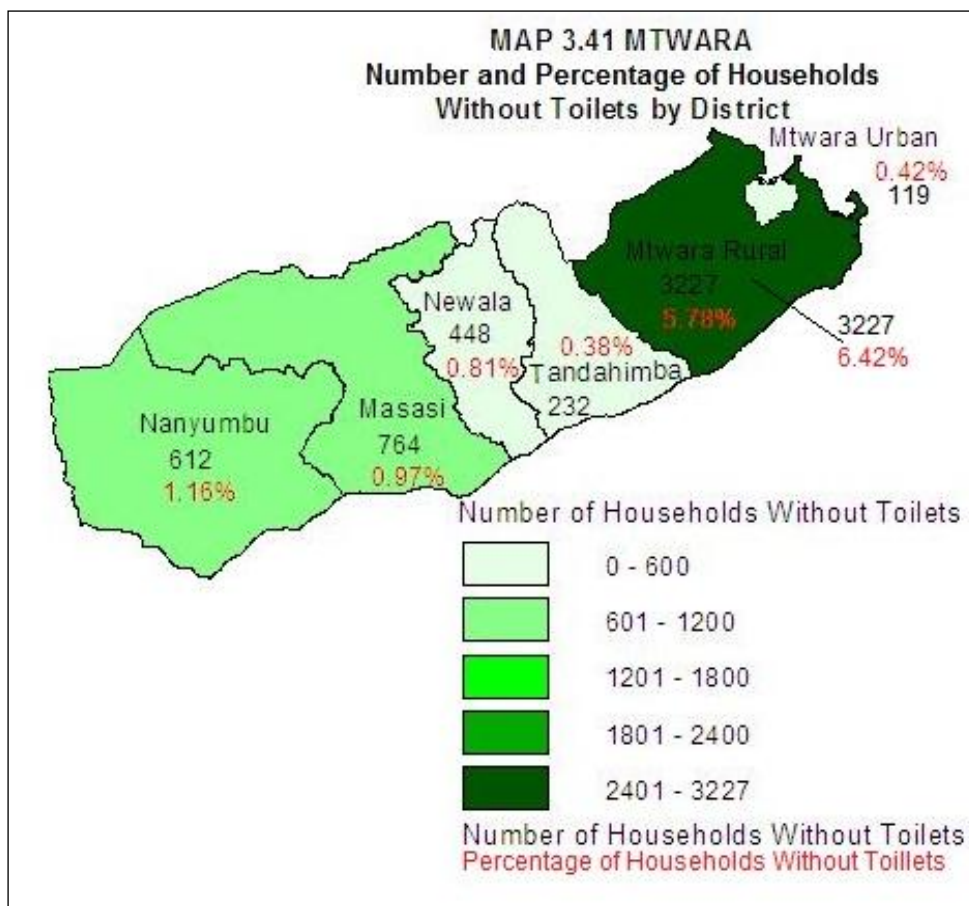 MAP 3.41 MTWARA
Number and Percentage of Households
Without Toilets by District
Mtwara Urban
0.42%
119
Mtwara Rural
3227
5.78%
3227
6.42%
Newala
448
0.81%
0.38%
Tandahimba
232
Masasi
764
0.97%
Nanyumbu
612
1.16%
Number of Households Without Toilets
0 - 600
601 - 1200
1201 - 1800
1801 - 2400
2401 - 3227
Number of Households Without Toilets
Percentage of Households Without Toillets